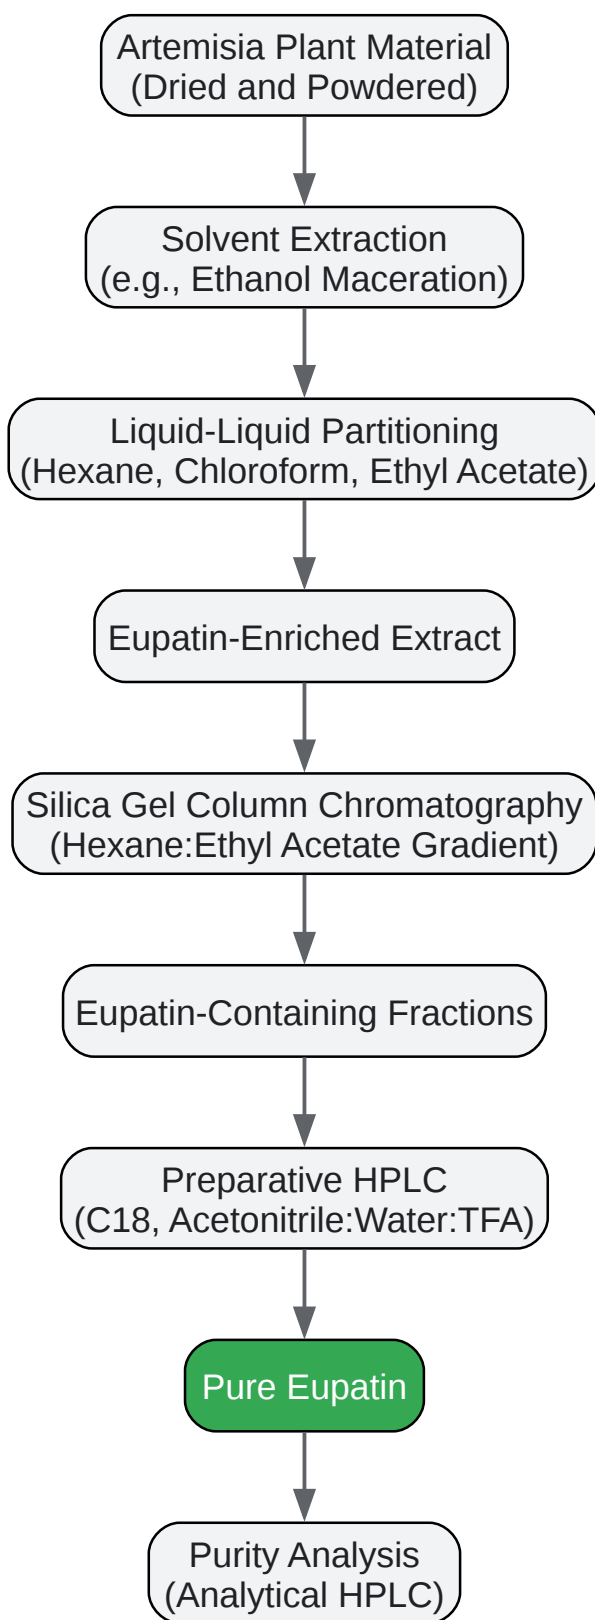 Artemisia Plant Material
(Dried and Powdered)
Solvent Extraction
(e.g., Ethanol Maceration)
Liquid-Liquid Partitioning
(Hexane, Chloroform, Ethyl Acetate)
Eupatin-Enriched Extract
Silica Gel Column Chromatography
(Hexane:Ethyl Acetate Gradient)
Eupatin-Containing Fractions
Preparative HPLC
(C18, Acetonitrile:Water:TFA)
Pure Eupatin
Purity Analysis
(Analytical HPLC)